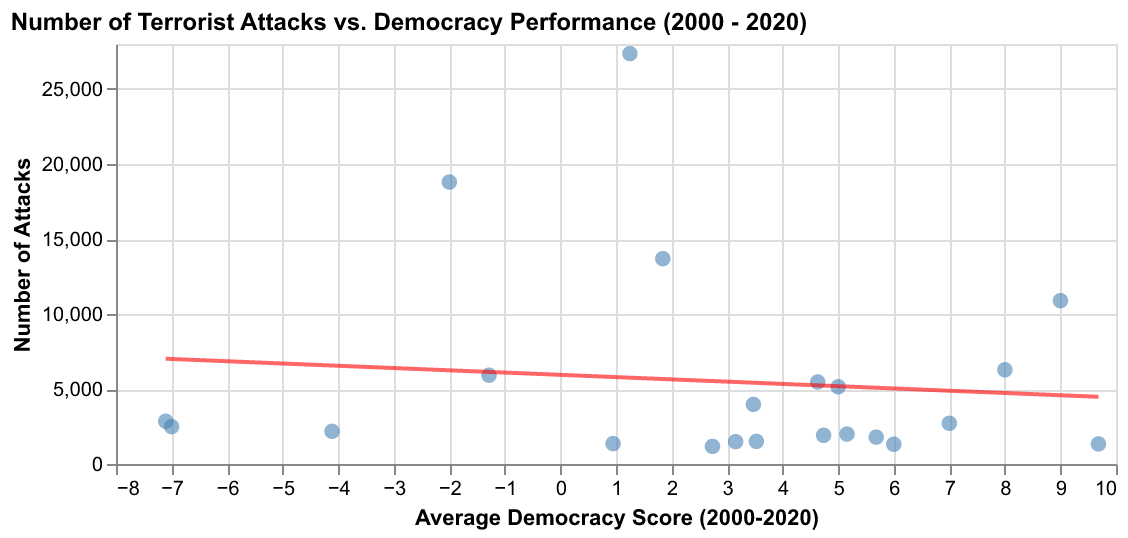 Number of Terrorist Attacks vs. Democracy Performance (2000 - 2020)
Number of Attacks
25,000
20,000
15,000
10,000
5,000
0
−8 −7 −6 −5 −4 −3 −2 −1 0 1 2 3 4 5 6 7 8 9 10
Average Democracy Score (2000-2020)